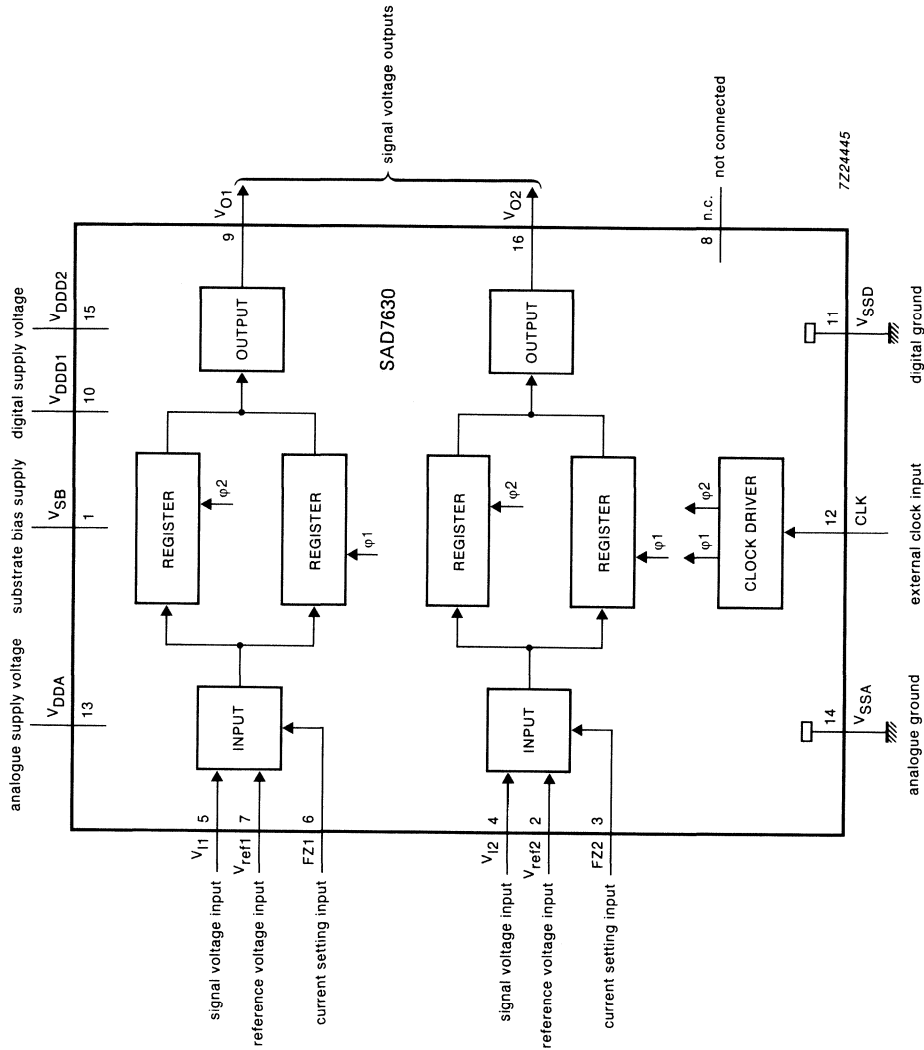 analogue supply voltage
substrate bias supply
digital supply voltage
VDDA
VSB
VDDD1
VDDD2
13
1
10
15
signal voltage input
VI1
5
reference voltage input
Vref1
7
current setting input
FZ1
6
INPUT
REGISTER
φ2
REGISTER
φ1
OUTPUT
9
VO1
SAD7630
signal voltage outputs
signal voltage input
VI2
4
reference voltage input
Vref2
2
current setting input
FZ2
3
INPUT
REGISTER
φ2
REGISTER
φ1
OUTPUT
16
VO2
φ1
φ2
CLOCK DRIVER
8
n.c.
not connected
14
12
11
VSSA
CLK
VSSD
analogue ground
external clock input
digital ground
7Z24445